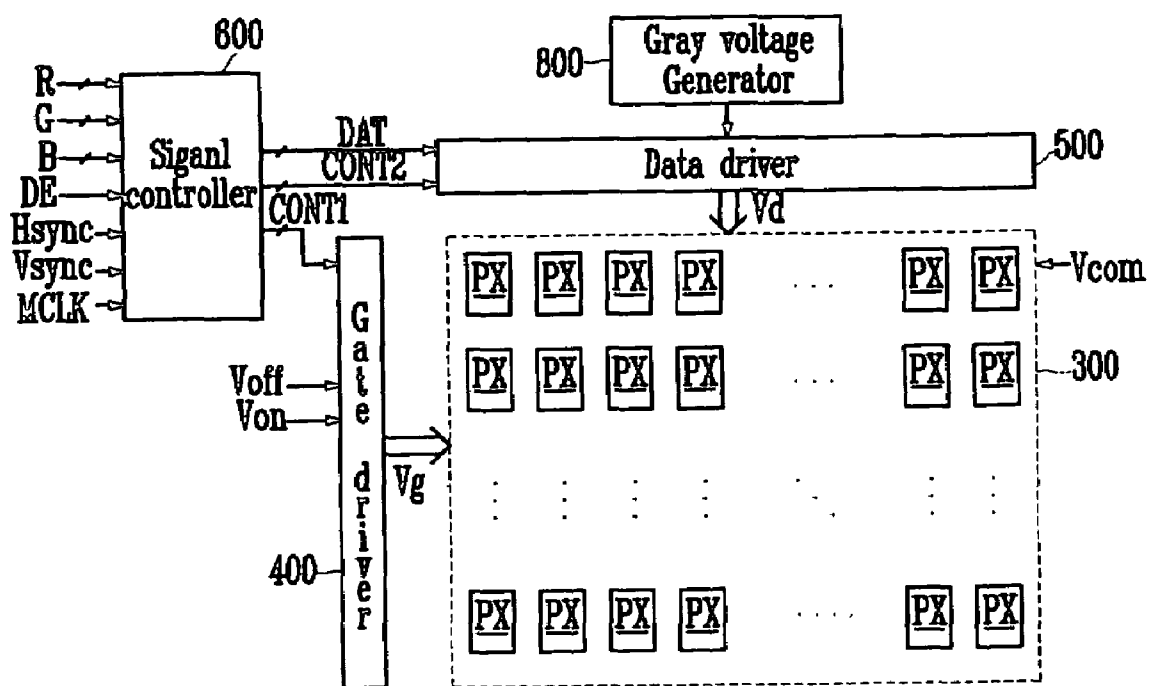 600
R
G
B
DE
Hsync
Vsync
MCLK
Siganl
controller
DAT
CONT2
CONT1
800
Gray voltage
Generator
Data driver
500
Vd
Vcom
300
Voff
Von
Gate driver
400
Vg
PX PX PX PX .... PX PX
PX PX PX PX ... PX PX
PX PX PX PX .... PX PX